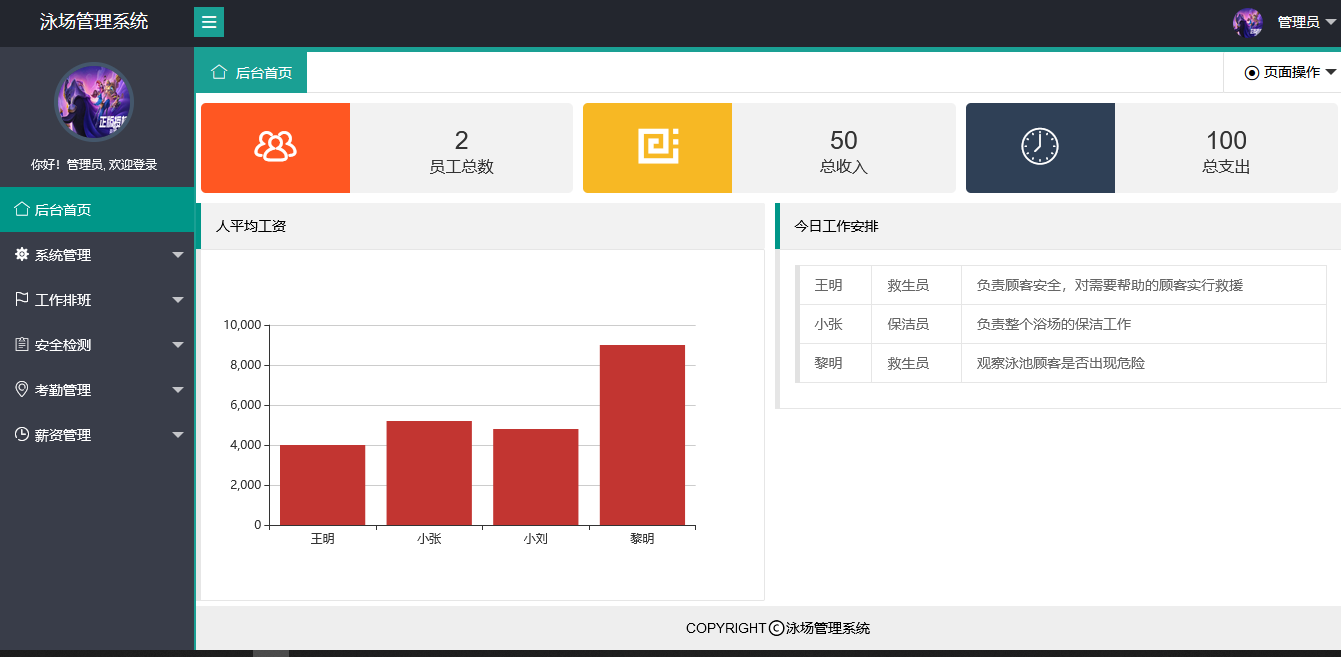 泳场管理系统
管理员
正版授权
你好！管理员, 欢迎登录
后台首页
系统管理
工作排班
安全检测
考勤管理
薪资管理
后台首页
页面操作
2
员工总数
50
总收入
100
总支出
人平均工资
10,000
8,000
6,000
4,000
2,000
0
王明 小张 小刘 黎明
今日工作安排
王明 救生员 负责顾客安全，对需要帮助的顾客实行救援
小张 保洁员 负责整个浴场的保洁工作
黎明 救生员 观察泳池顾客是否出现危险
COPYRIGHT©泳场管理系统